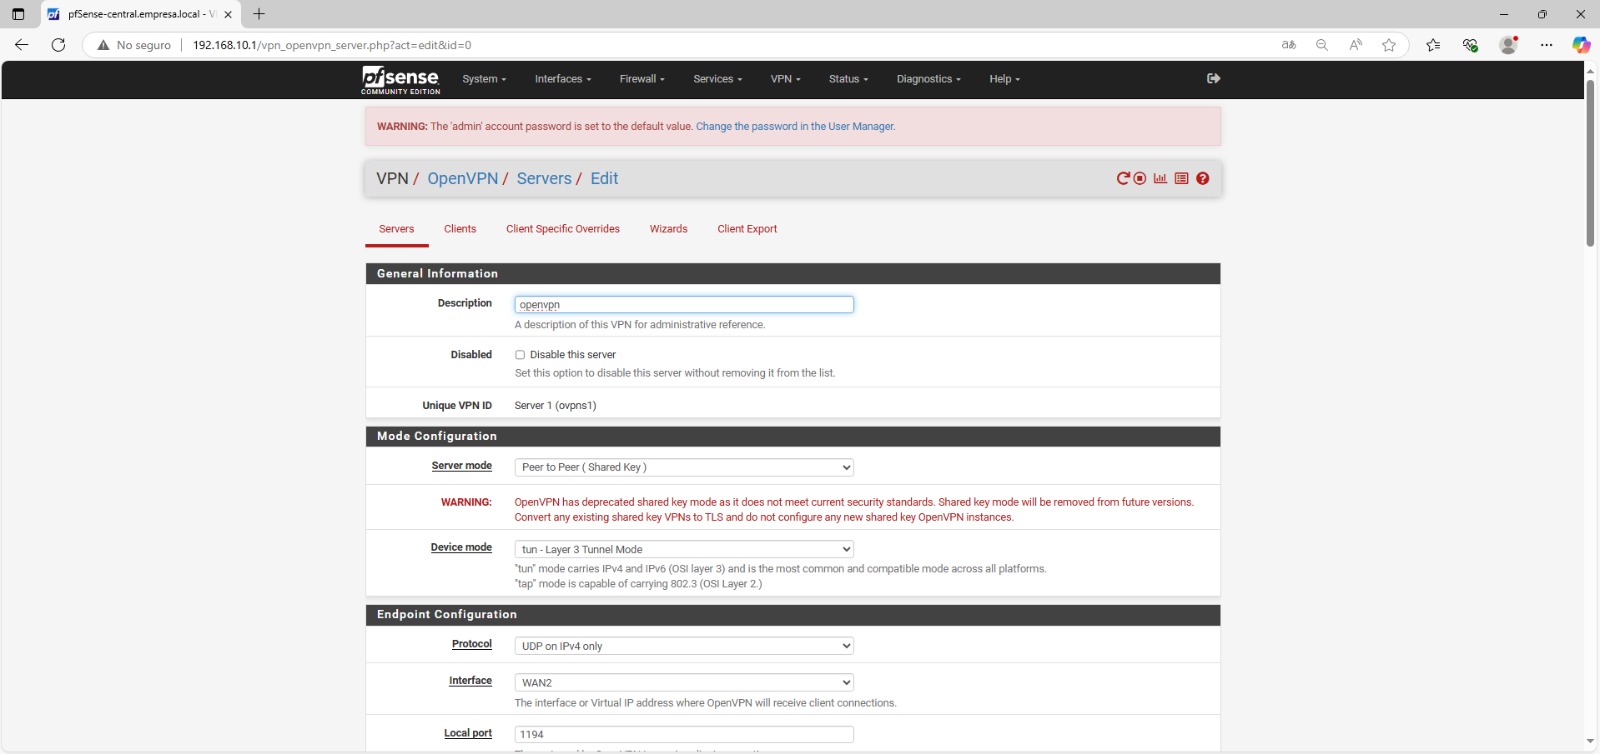 pfSense-central.empresa.local - V
No seguro
192.168.10.1/vpn_openvpn_server.php?act=edit&id=0
pfsense
COMMUNITY EDITION
System
Interfaces
Firewall
Services
VPN
Status
Diagnostics
Help
WARNING: The 'admin' account password is set to the default value. Change the password in the User Manager.
VPN / OpenVPN / Servers / Edit
Servers
Clients
Client Specific Overrides
Wizards
Client Export
General Information
Description
openvpn
A description of this VPN for administrative reference.
Disabled
Disable this server
Set this option to disable this server without removing it from the list.
Unique VPN ID
Server 1 (ovpns1)
Mode Configuration
Server mode
Peer to Peer ( Shared Key )
WARNING:
OpenVPN has deprecated shared key mode as it does not meet current security standards. Shared key mode will be removed from future versions.
Convert any existing shared key VPNs to TLS and do not configure any new shared key OpenVPN instances.
Device mode
tun - Layer 3 Tunnel Mode
"tun" mode carries IPv4 and IPv6 (OSI layer 3) and is the most common and compatible mode across all platforms.
"tap" mode is capable of carrying 802.3 (OSI Layer 2.)
Endpoint Configuration
Protocol
UDP on IPv4 only
Interface
WAN2
The interface or Virtual IP address where OpenVPN will receive client connections.
Local port
1194